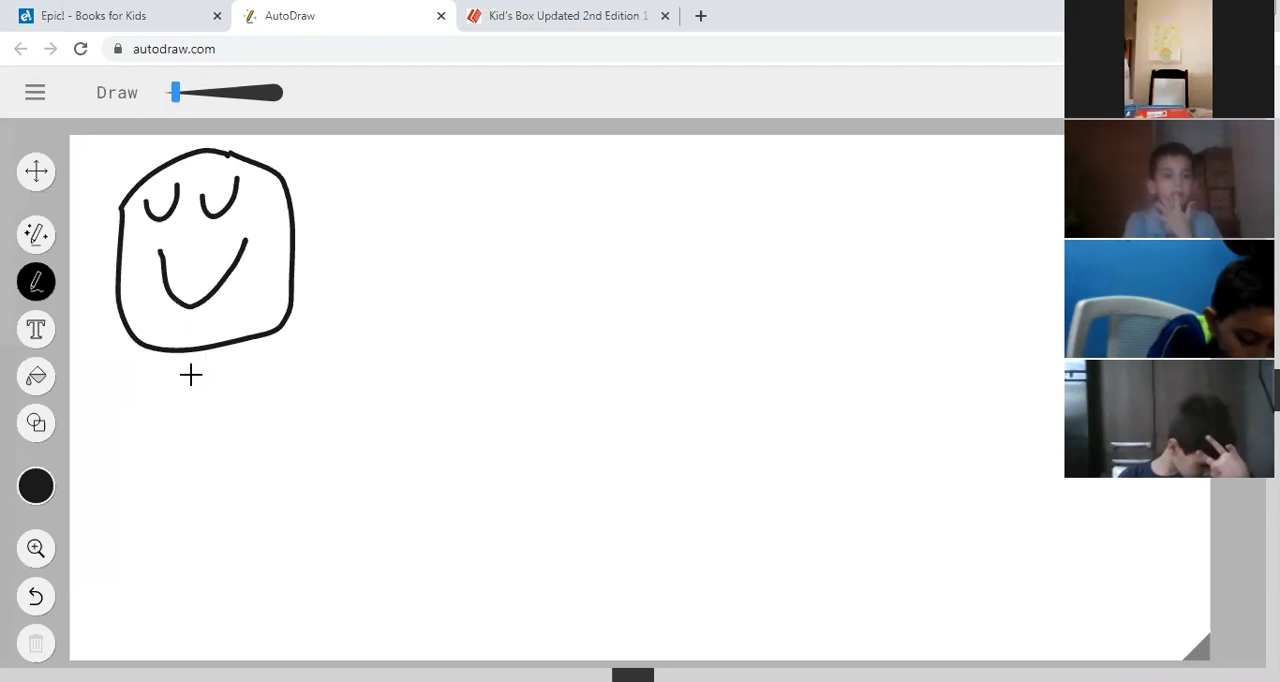 Epic! - Books for Kids
AutoDraw
Kid's Box Updated 2nd Edition 1
autodraw.com
Draw
T